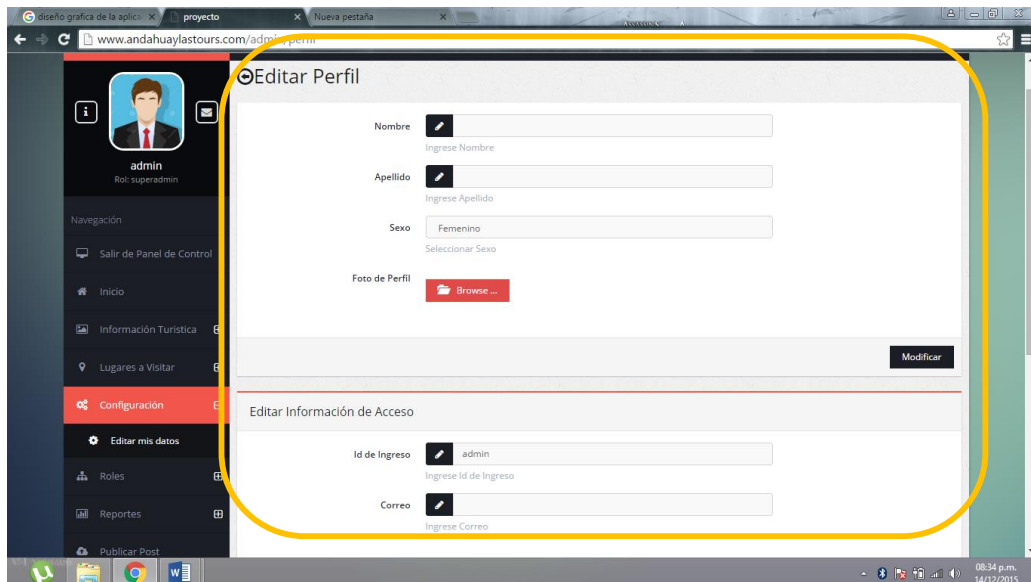 diseño grafica de la aplic
proyecto
Nueva pestaña
www.andahuaylastours.com/admin/perfil
admin
Rol: superadmin
Navegación
Salir de Panel de Control
Inicio
Información Turistica
Lugares a Visitar
Configuración
Editar mis datos
Roles
Reportes
Publicar Post
Editar Perfil
Nombre
Ingrese Nombre
Apellido
Ingrese Apellido
Sexo
Femenino
Seleccionar Sexo
Foto de Perfil
Browse ...
Modificar
Editar Información de Acceso
Id de Ingreso
admin
Ingrese Id de Ingreso
Correo
Ingrese Correo
08:34 p.m.
14/12/2015